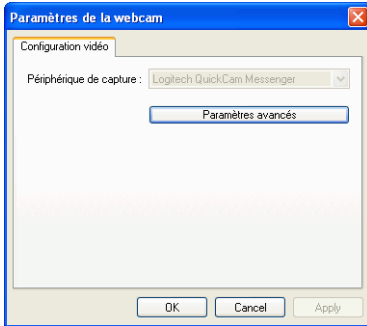 Paramètres de la webcam
Configuration vidéo
Périphérique de capture : Logitech QuickCam Messenger
Paramètres avancés
OK Cancel Apply